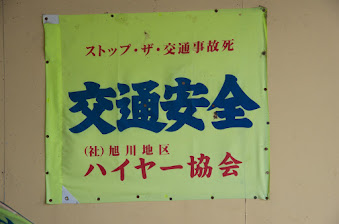 ストップ・ザ・交通事故死
交通安全
(社)旭川地区
ハイヤー協会